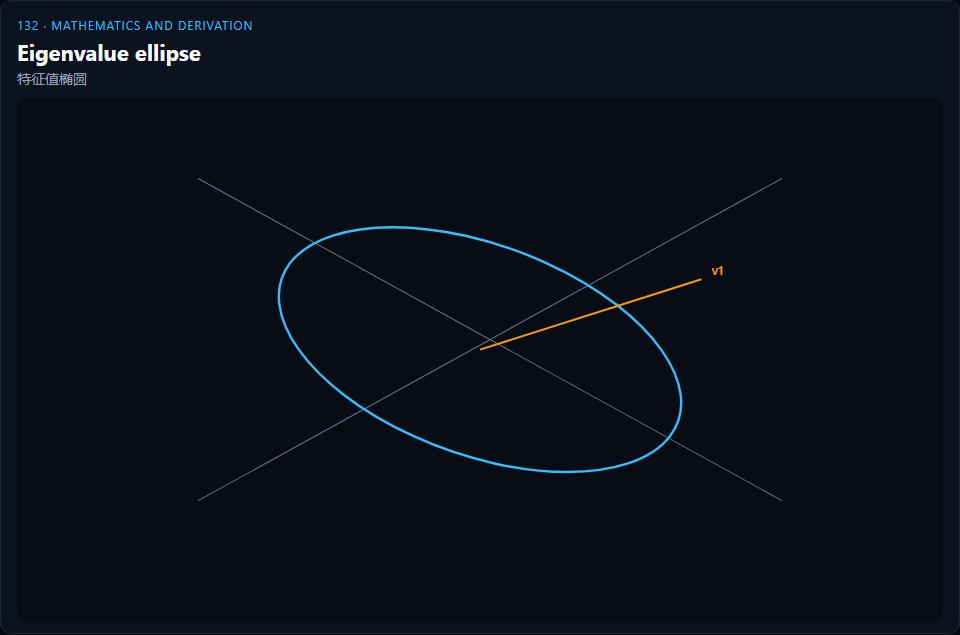 132 · MATHEMATICS AND DERIVATION
Eigenvalue ellipse
特征值椭圆
v1